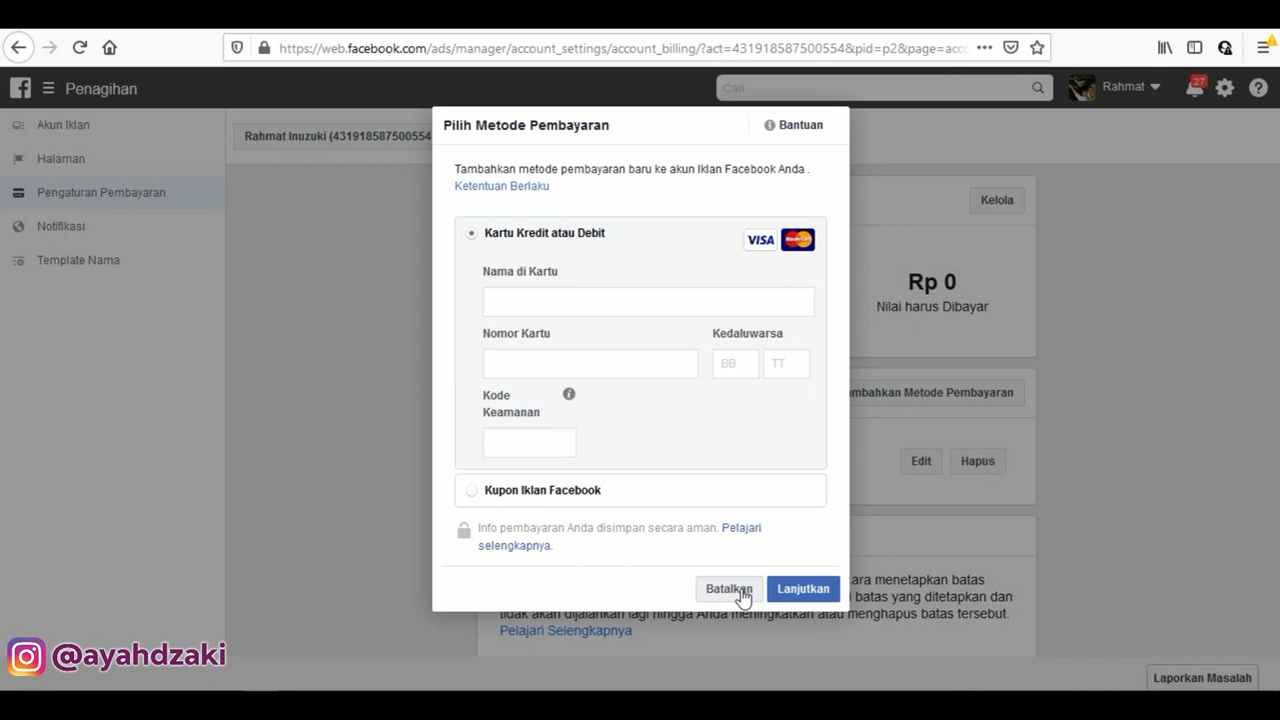 https://web.facebook.com/ads/manager/account_settings/account_billing/?act=431918587500554&pid=p2&page=acc
Penagihan
Cari
Rahmat
27
Akun Iklan
Halaman
Pengaturan Pembayaran
Notifikasi
Template Nama
Rahmat Inuzuki (431918587500554
Pilih Metode Pembayaran
Bantuan
Tambahkan metode pembayaran baru ke akun Iklan Facebook Anda .
Ketentuan Berlaku
Kartu Kredit atau Debit
VISA
MasterCard
Nama di Kartu
Nomor Kartu
Kedaluwarsa
BB
TT
Kode
Keamanan
Kupon Iklan Facebook
Info pembayaran Anda disimpan secara aman. Pelajari
selengkapnya.
Batalkan
Lanjutkan
Kelola
Rp 0
Nilai harus Dibayar
ambahkan Metode Pembayaran
Edit
Hapus
ara menetapkan batas
batas yang ditetapkan dan
tidak akan dijalankan lagi hingga Anda meningkatkan atau menghapus batas tersebut.
Pelajari Selengkapnya
@ayahdzaki
Laporkan Masalah